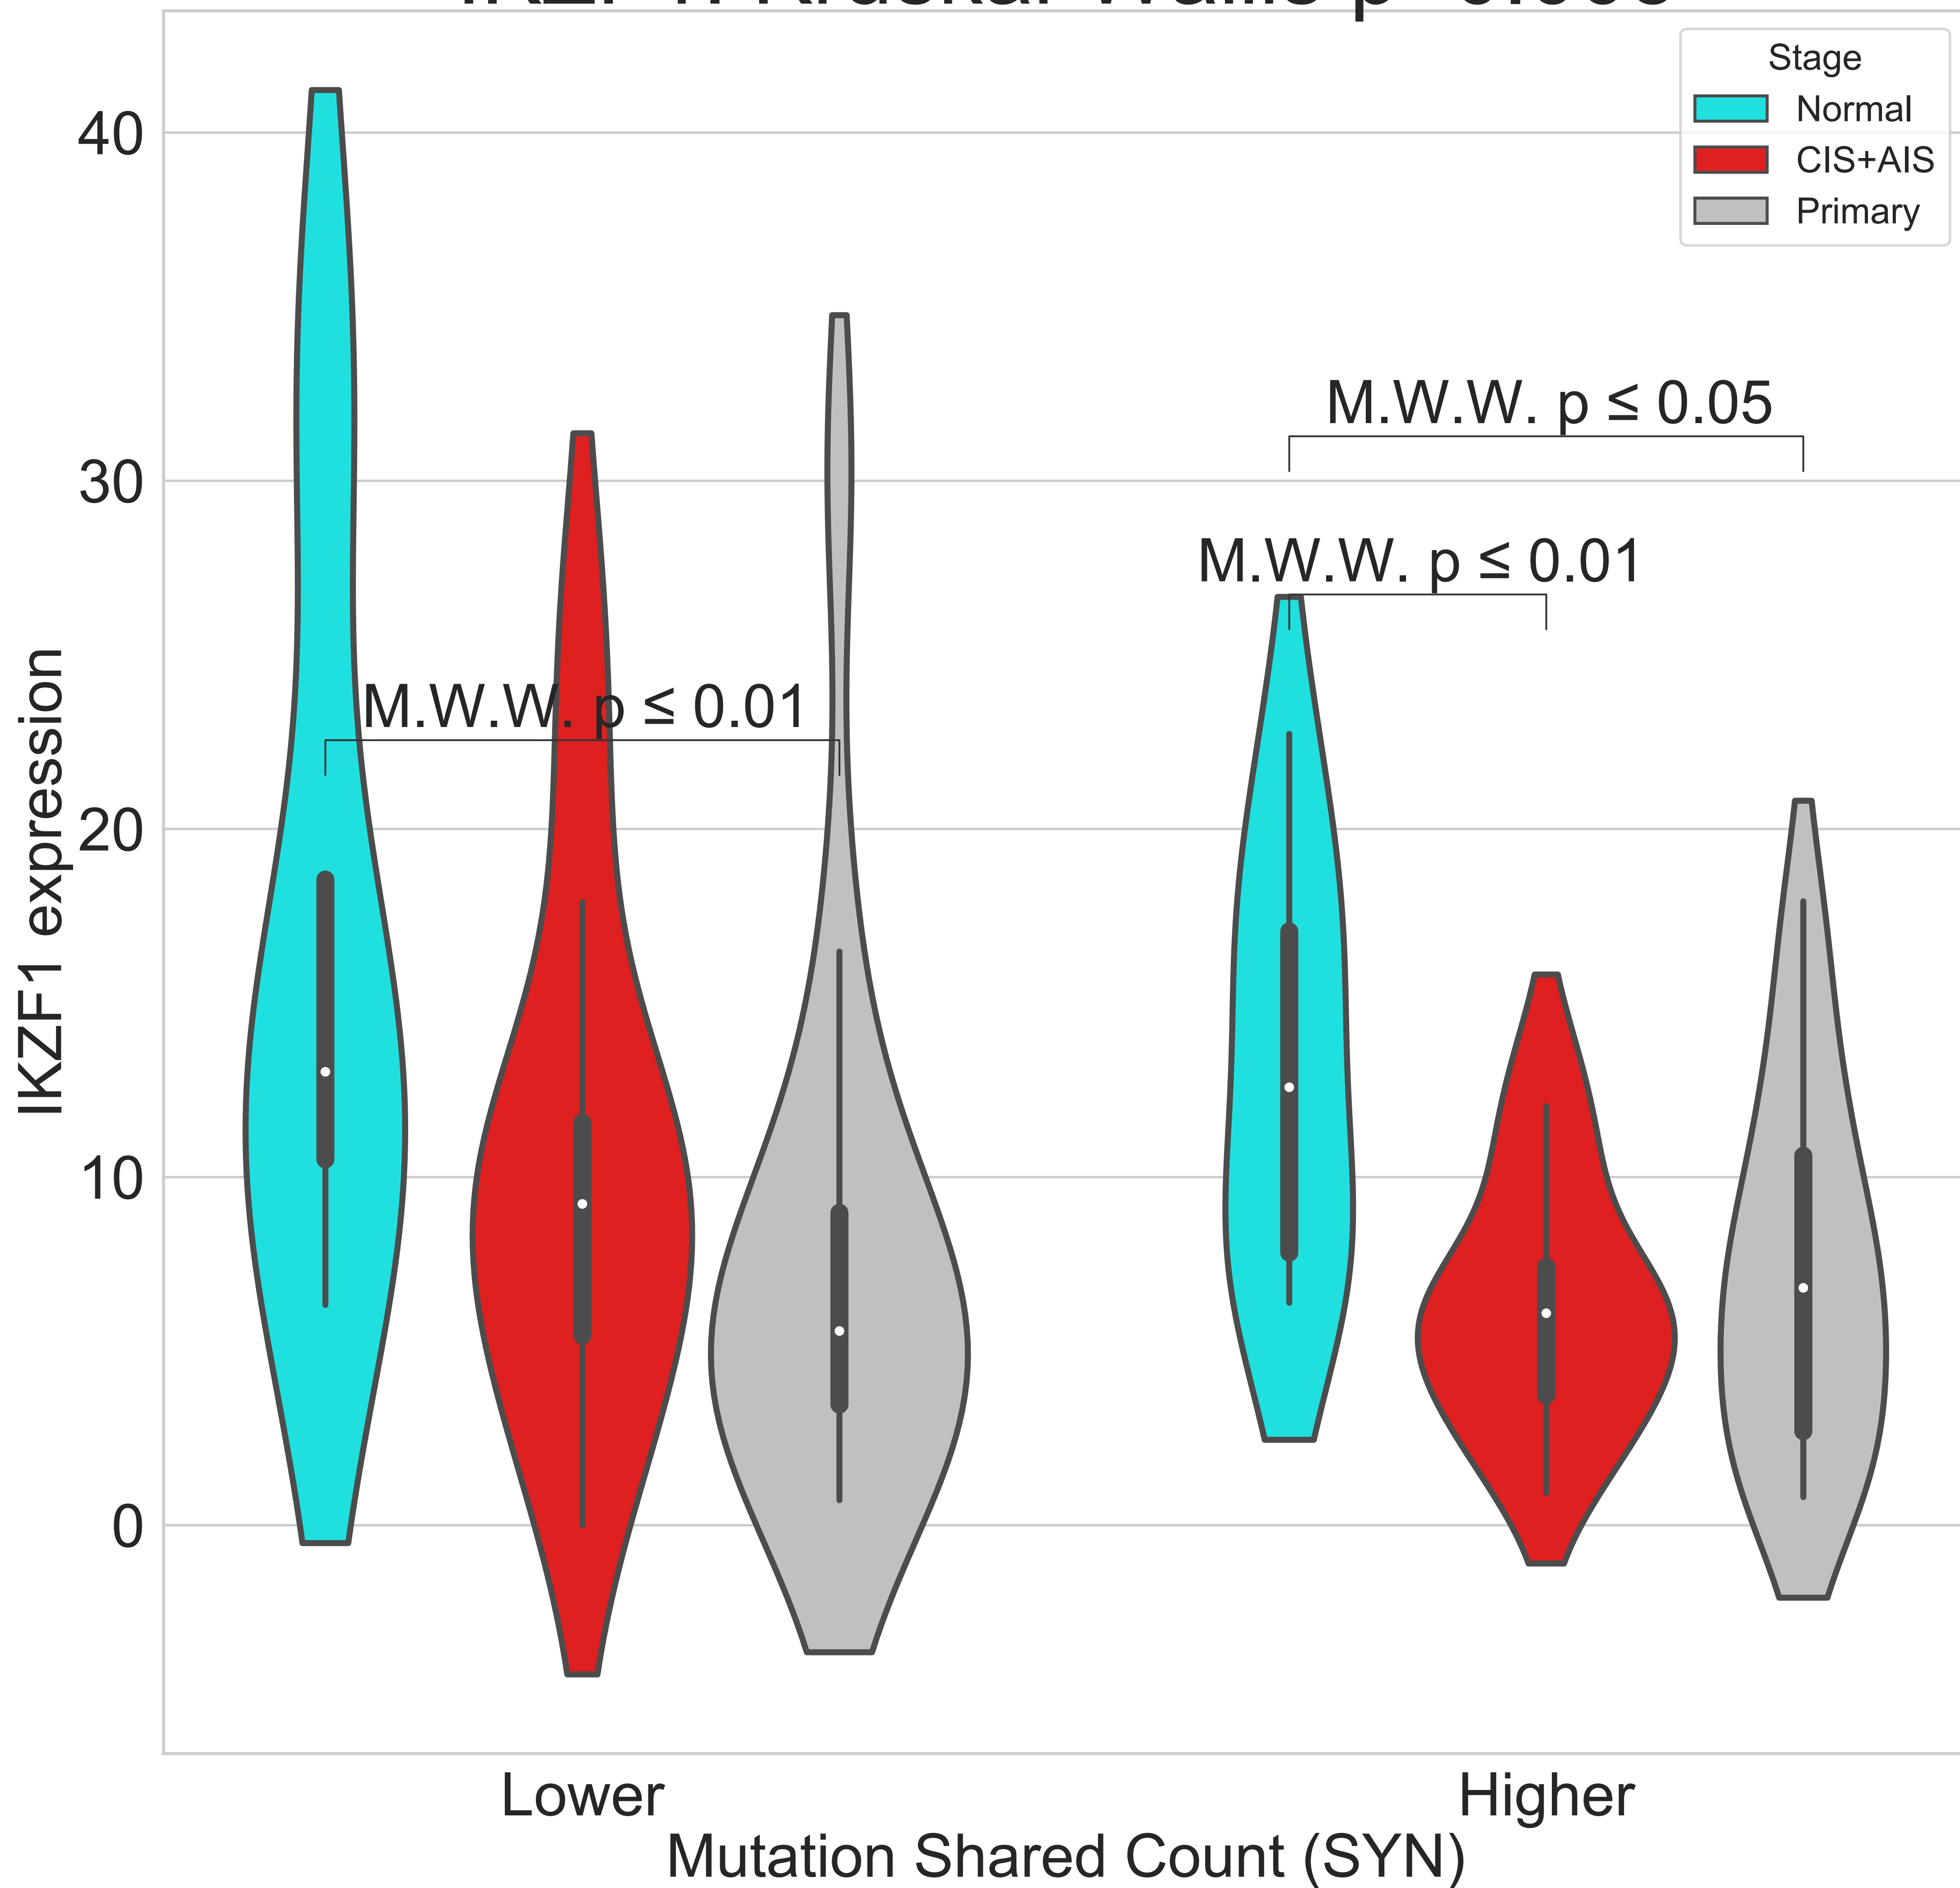 Stage
Normal
CIS+AIS
Primary
40
30
20
10
0
IKZF1 expression
M.W.W. p ≤ 0.05
M.W.W. p ≤ 0.01
M.W.W. p ≤ 0.01
Lower
Higher
Mutation Shared Count (SYN)